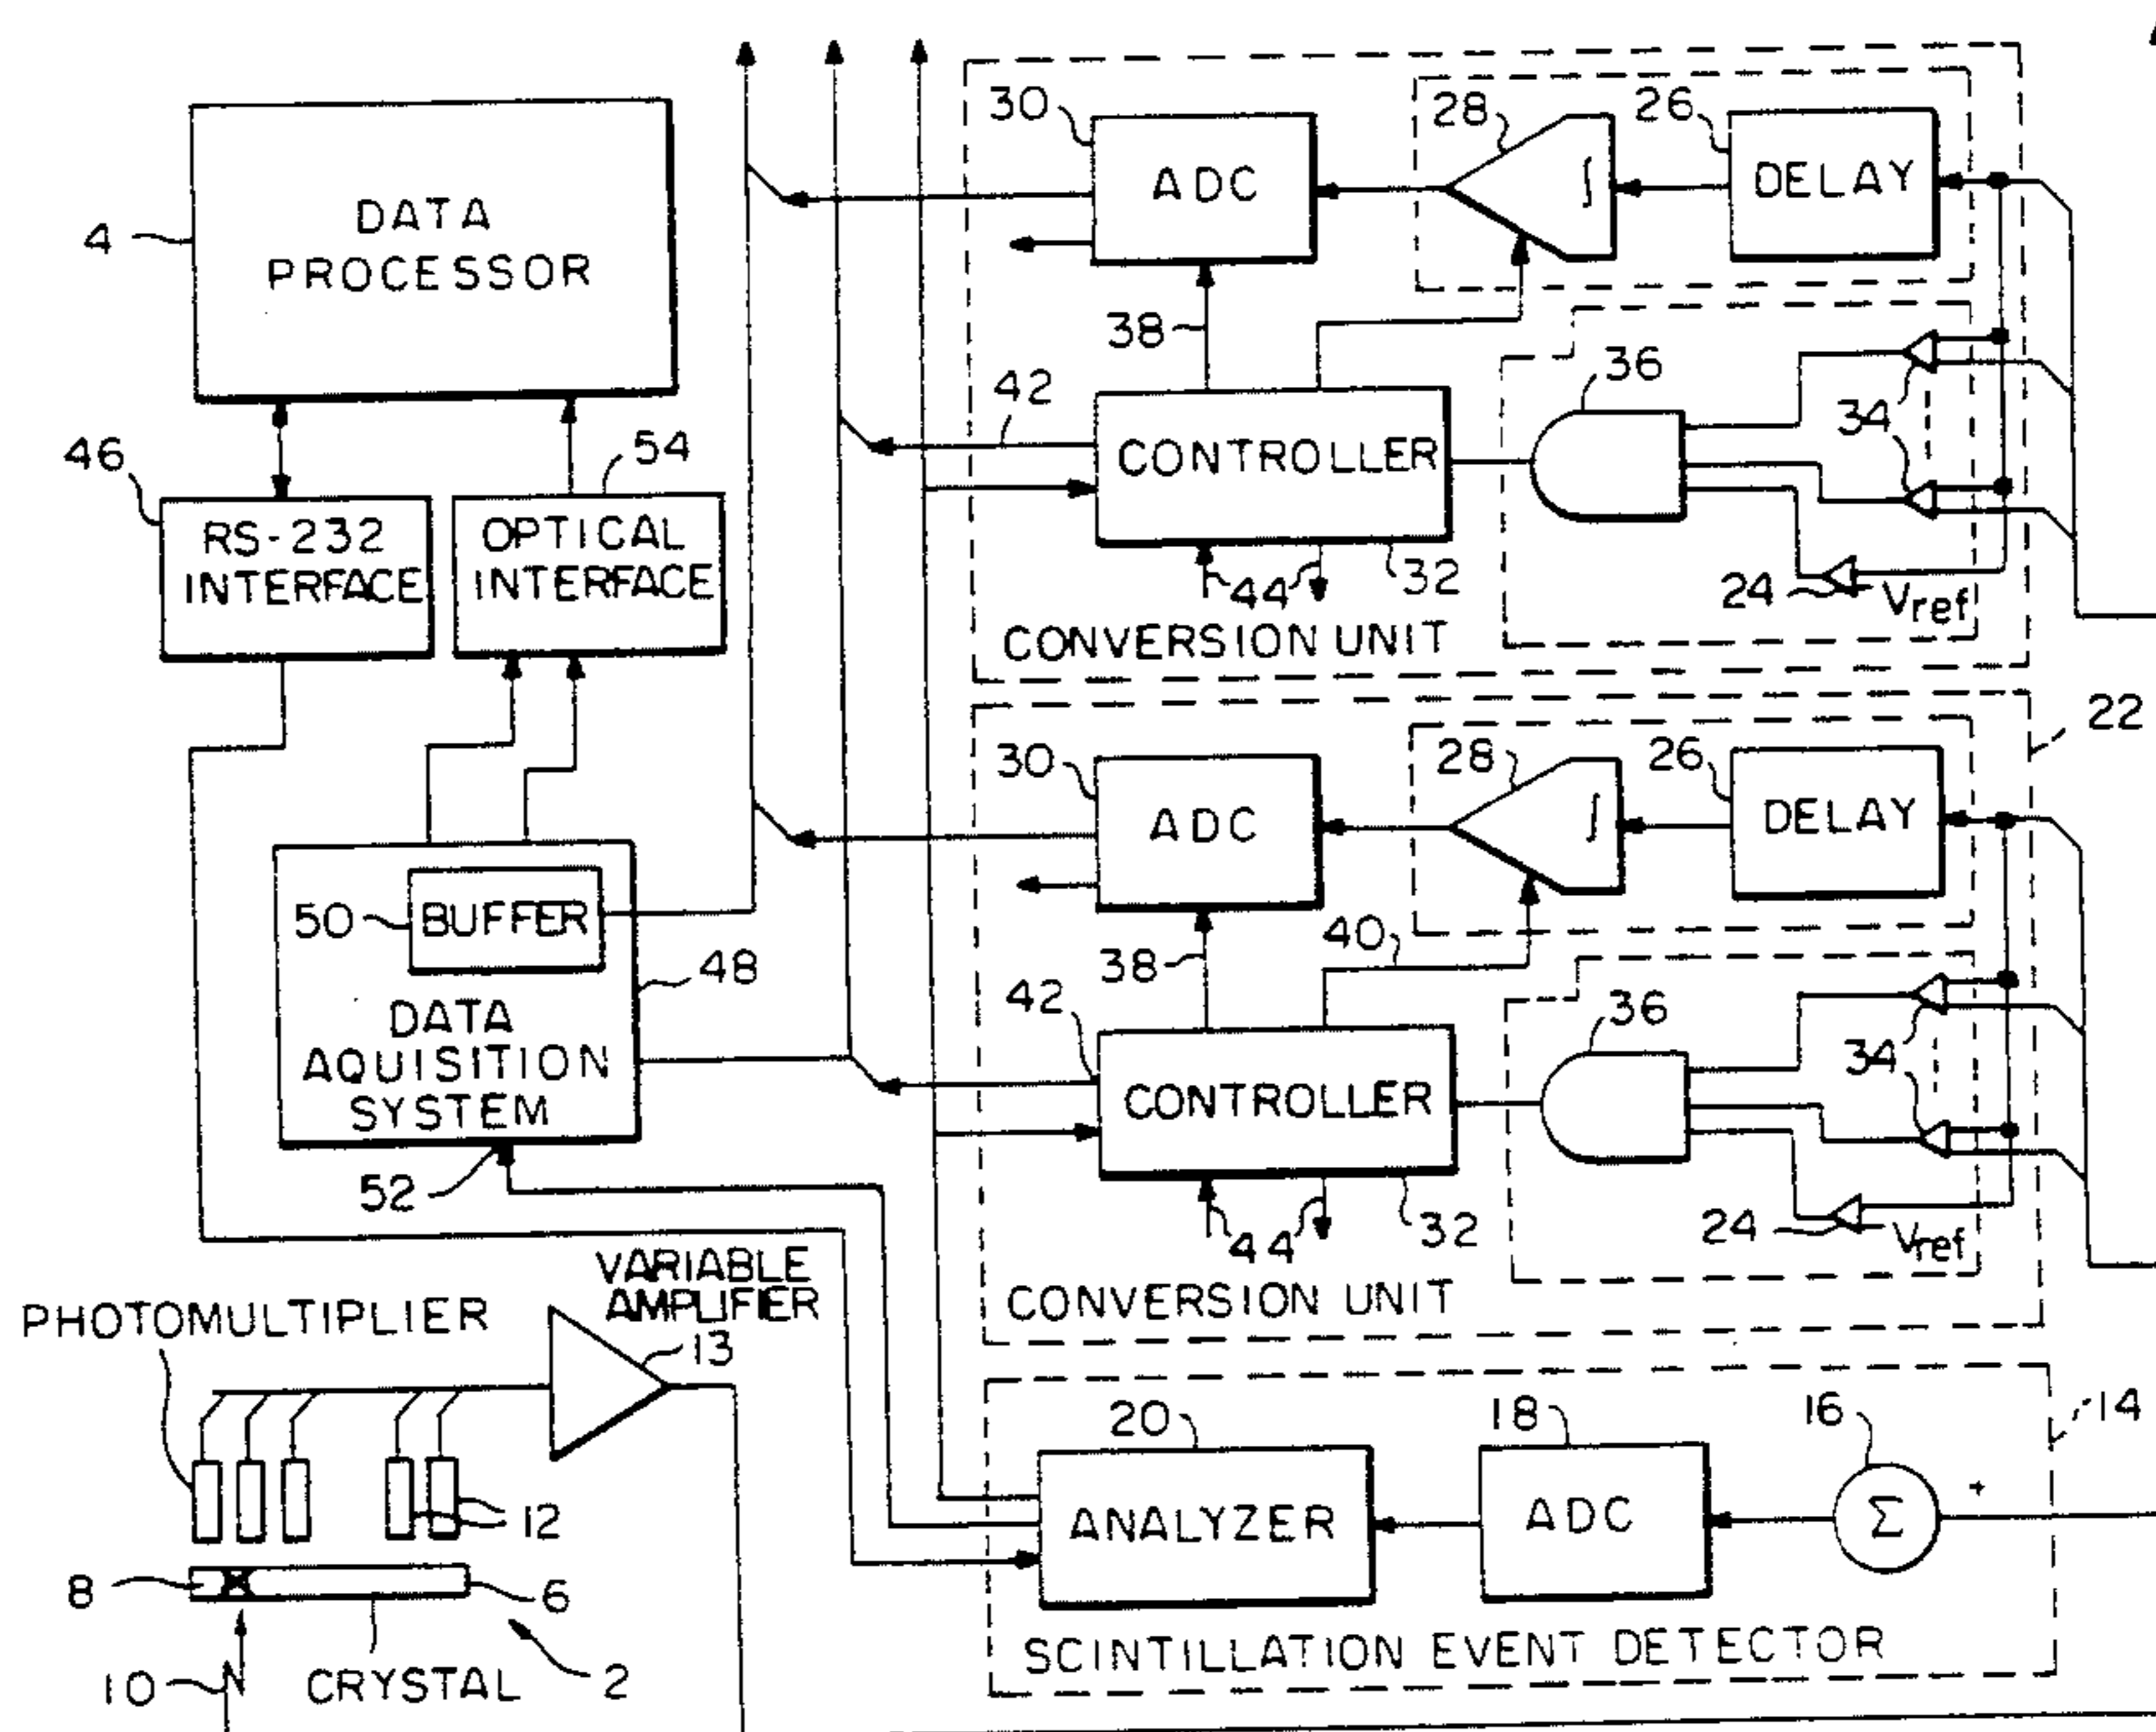 4
DATA
PROCESSOR
46
RS-232
INTERFACE
54
OPTICAL
INTERFACE
50
BUFFER
48
DATA
AQUISITION
SYSTEM
52
30
ADC
28
∫
26
DELAY
38
42
CONTROLLER
36
34
34
44
32
24
Vref
CONVERSION UNIT
22
30
ADC
28
∫
26
DELAY
38
40
42
CONTROLLER
36
34
34
44
32
24
Vref
CONVERSION UNIT
VARIABLE
AMPLIFIER
PHOTOMULTIPLIER
13
12
8
6
10
CRYSTAL
2
20
ANALYZER
18
ADC
16
Σ
+
14
SCINTILLATION EVENT DETECTOR